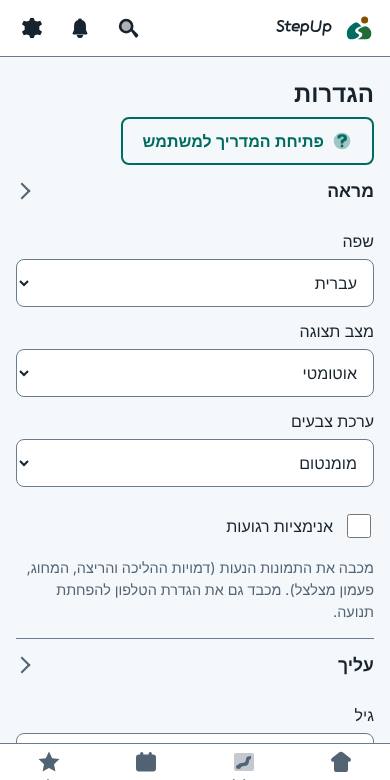 StepUp
הגדרות
פתיחת המדריך למשתמש
מראה
שפה
עברית
מצב תצוגה
אוטומטי
ערכת צבעים
מומנטום
אנימציות רגועות
מכבה את התמונות הנעות (דמויות ההליכה והריצה, המחוג,
פעמון מצלצל). מכבד גם את הגדרת הטלפון להפחתת
תנועה.
עליך
גיל